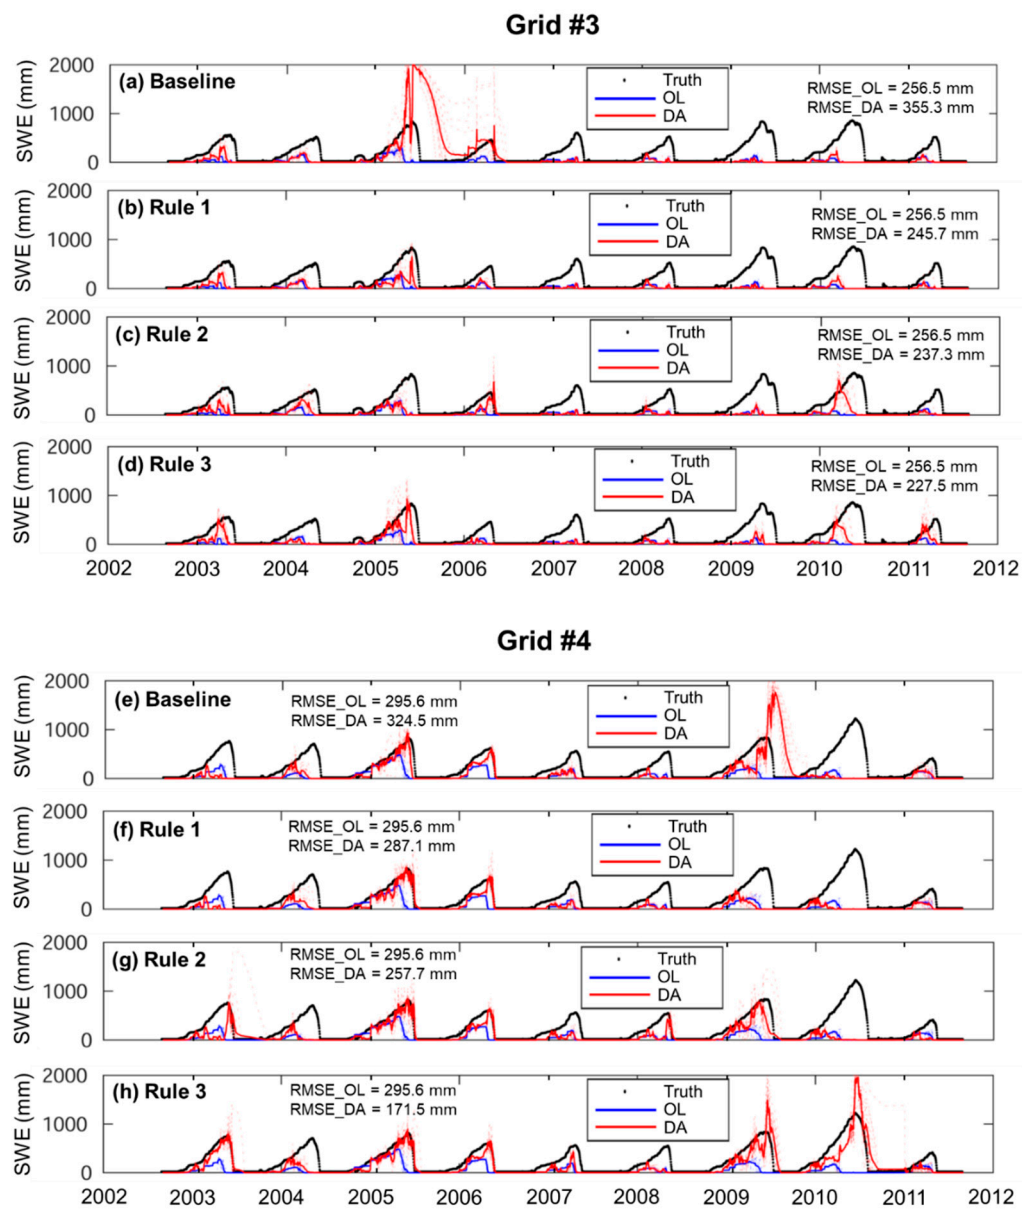 Grid #3
SWE (mm)
2000
1000
0
(a) Baseline
Truth
OL
DA
RMSE_OL = 256.5 mm
RMSE_DA = 355.3 mm
SWE (mm)
2000
1000
0
(b) Rule 1
Truth
OL
DA
RMSE_OL = 256.5 mm
RMSE_DA = 245.7 mm
SWE (mm)
2000
1000
0
(c) Rule 2
Truth
OL
DA
RMSE_OL = 256.5 mm
RMSE_DA = 237.3 mm
SWE (mm)
2000
1000
0
(d) Rule 3
Truth
OL
DA
RMSE_OL = 256.5 mm
RMSE_DA = 227.5 mm
2002 2003 2004 2005 2006 2007 2008 2009 2010 2011 2012
Grid #4
SWE (mm)
2000
1000
0
(e) Baseline
RMSE_OL = 295.6 mm
RMSE_DA = 324.5 mm
Truth
OL
DA
SWE (mm)
2000
1000
0
(f) Rule 1
RMSE_OL = 295.6 mm
RMSE_DA = 287.1 mm
Truth
OL
DA
SWE (mm)
2000
1000
0
(g) Rule 2
RMSE_OL = 295.6 mm
RMSE_DA = 257.7 mm
Truth
OL
DA
SWE (mm)
2000
1000
0
(h) Rule 3
RMSE_OL = 295.6 mm
RMSE_DA = 171.5 mm
Truth
OL
DA
2002 2003 2004 2005 2006 2007 2008 2009 2010 2011 2012